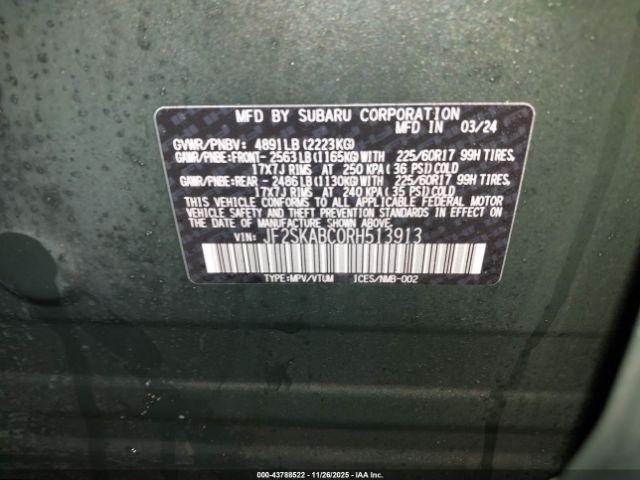 MFD BY SUBARU CORPORATION
MFD IN 03/24
GVWR/PNBV: 4891LB(2223KG)
GAWR/PNBE:FRONT-2563LB(1165KG)WITH 225/60R17 99H TIRES,
17X7J RIMS AT 250 KPA(36 PSI)COLD
GAWR/PNBE:REAR -2486LB(1130KG)WITH 225/60R17 99H TIRES,
17X7J RIMS AT 240 KPA(35 PSI)COLD
THIS VEHICLE CONFORMS TO ALL APPLICABLE FEDERAL MOTOR
VEHICLE SAFETY AND BUMPER STANDARDS IN EFFECT ON
THE DATE OF MANUFACTURE SHOWN ABOVE.
VIN: JF2SKABC0RH513913
TYPE:MPV/VTUM ICES/NMB-002
000-43788522 - 11/26/2025 - IAA Inc.